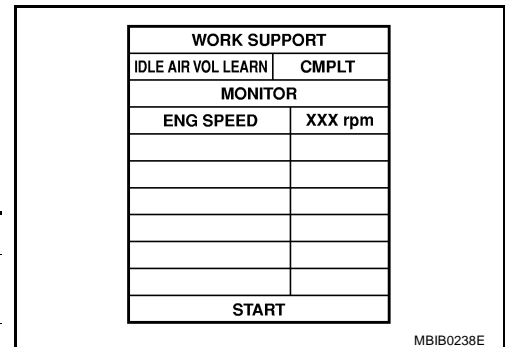 WORK SUPPORT
IDLE AIR VOL LEARN CMPLT
MONITOR
ENG SPEED XXX rpm
START
MBIB0238E